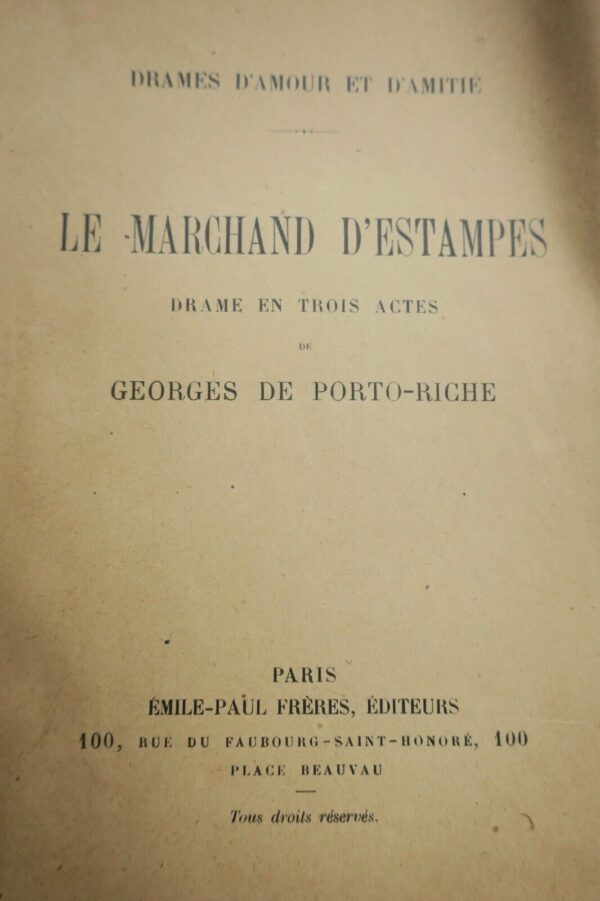 DRAMES D'AMOUR ET D'AMITIÉ
LE MARCHAND D'ESTAMPES
DRAME EN TROIS ACTES
DE
GEORGES DE PORTO-RICHE
PARIS
ÉMILE-PAUL FRÈRES, ÉDITEURS
100, RUE DU FAUBOURG-SAINT-HONORÉ, 100
PLACE BEAUVAU
Tous droits réservés.